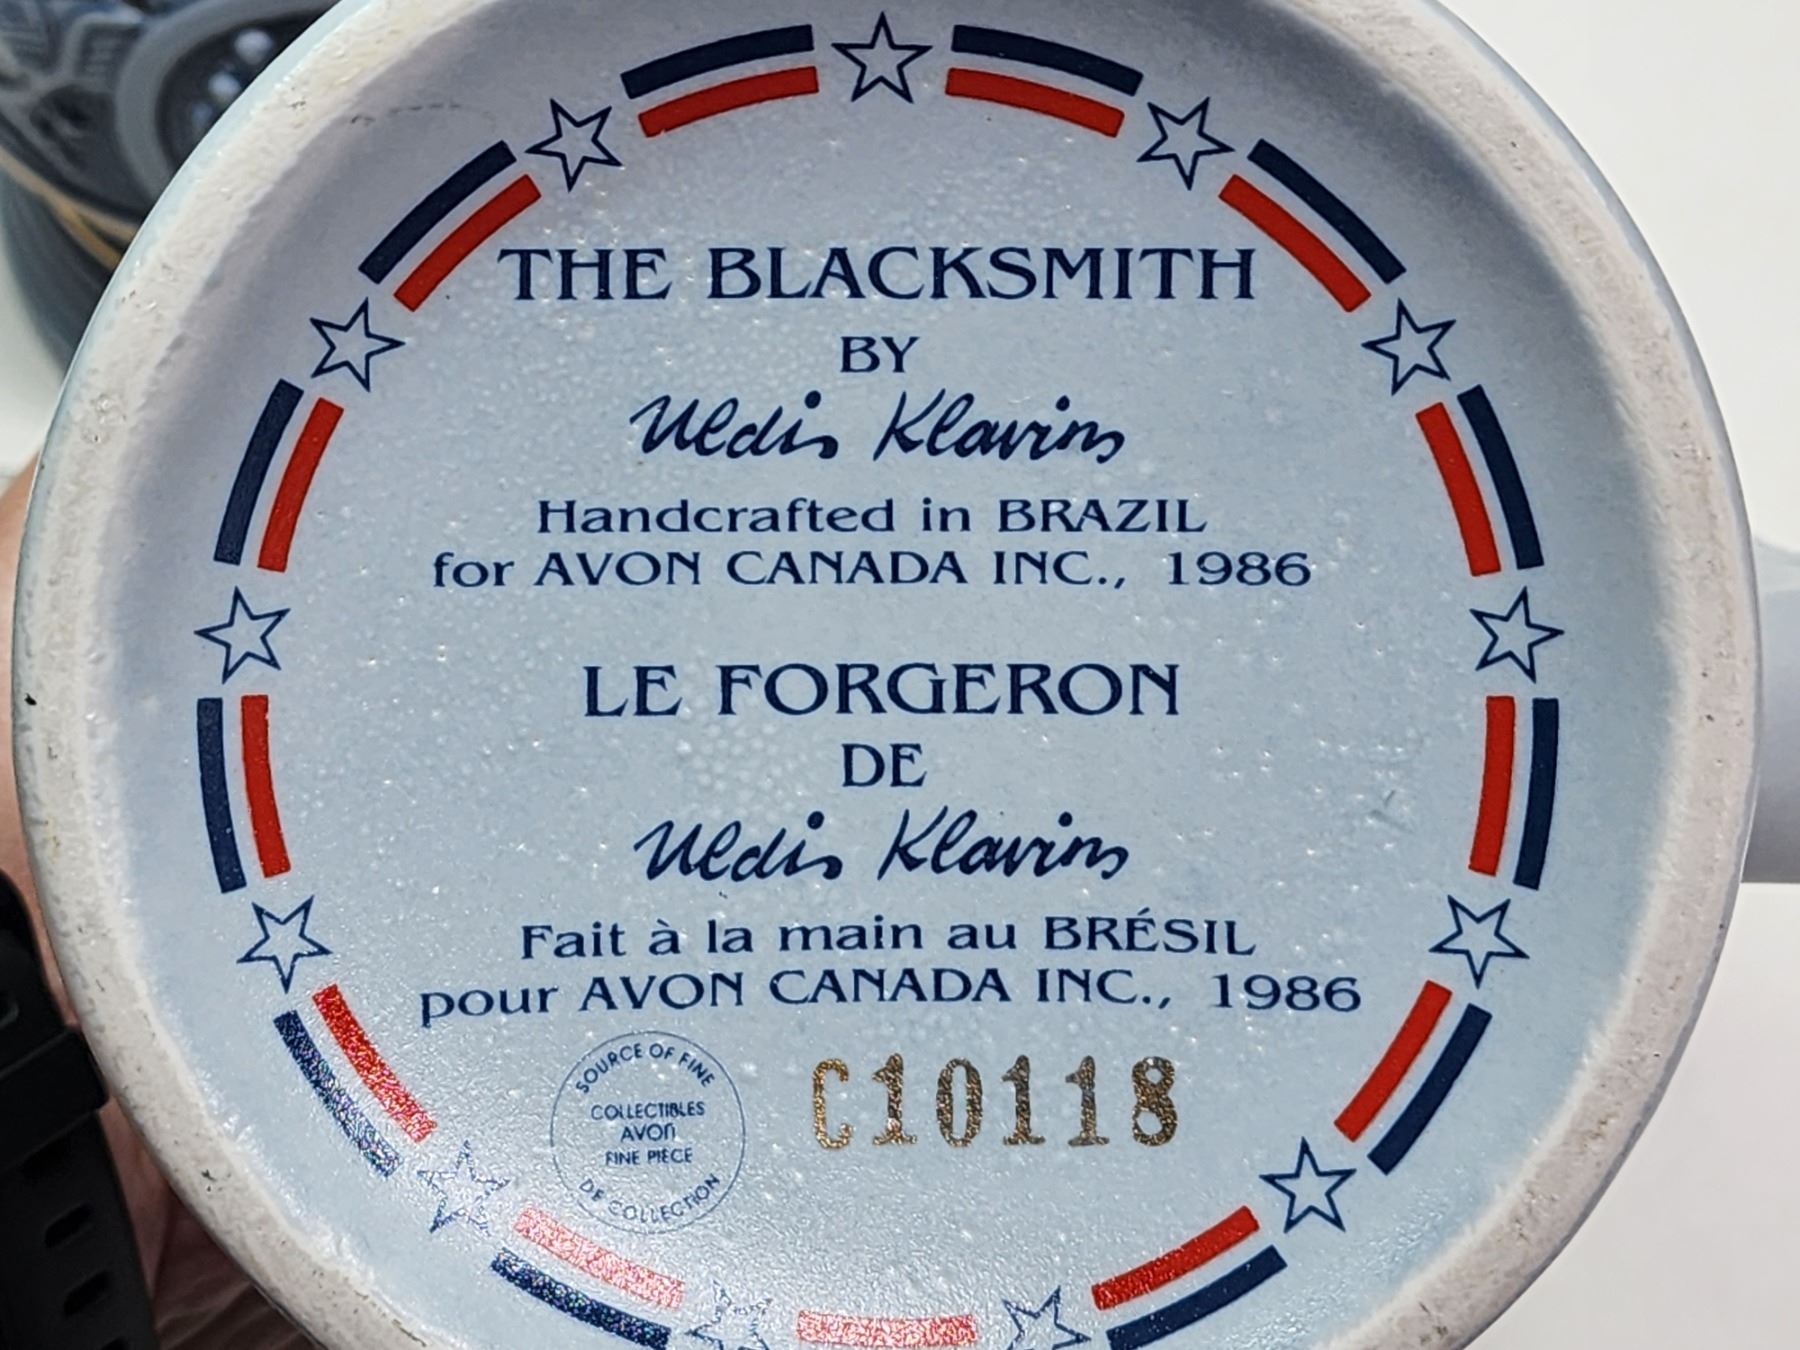 THE BLACKSMITH
BY
Uldis Klavins
Handcrafted in BRAZIL
for AVON CANADA INC., 1986
LE FORGERON
DE
Uldis Klavins
Fait à la main au BRÉSIL
pour AVON CANADA INC., 1986
SOURCE OF FINE
COLLECTIBLES
AVON
FINE PIECE
DE COLLECTION
C10118